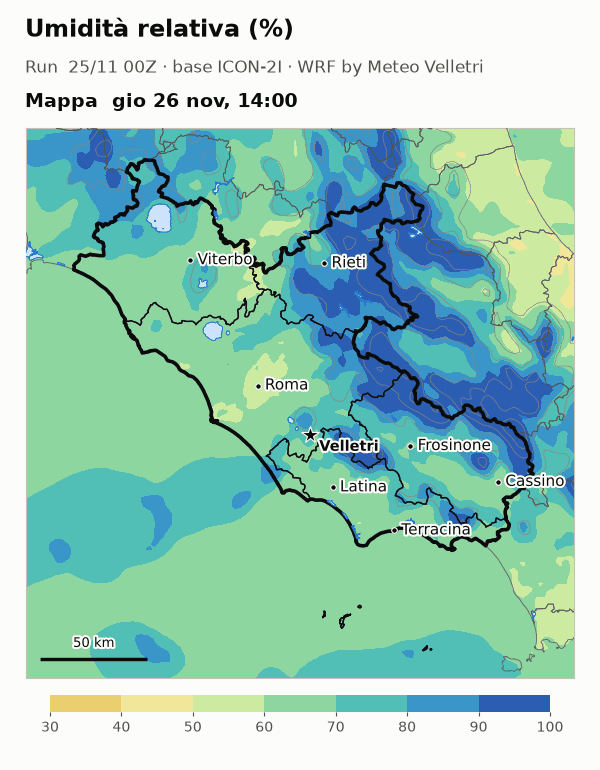 Umidità relativa (%)
Run 25/11 00Z · base ICON-2I · WRF by Meteo Velletri
Mappa gio 26 nov, 14:00
Viterbo
Rieti
Roma
Velletri
Frosinone
Latina
Cassino
Terracina
50 km
30 40 50 60 70 80 90 100